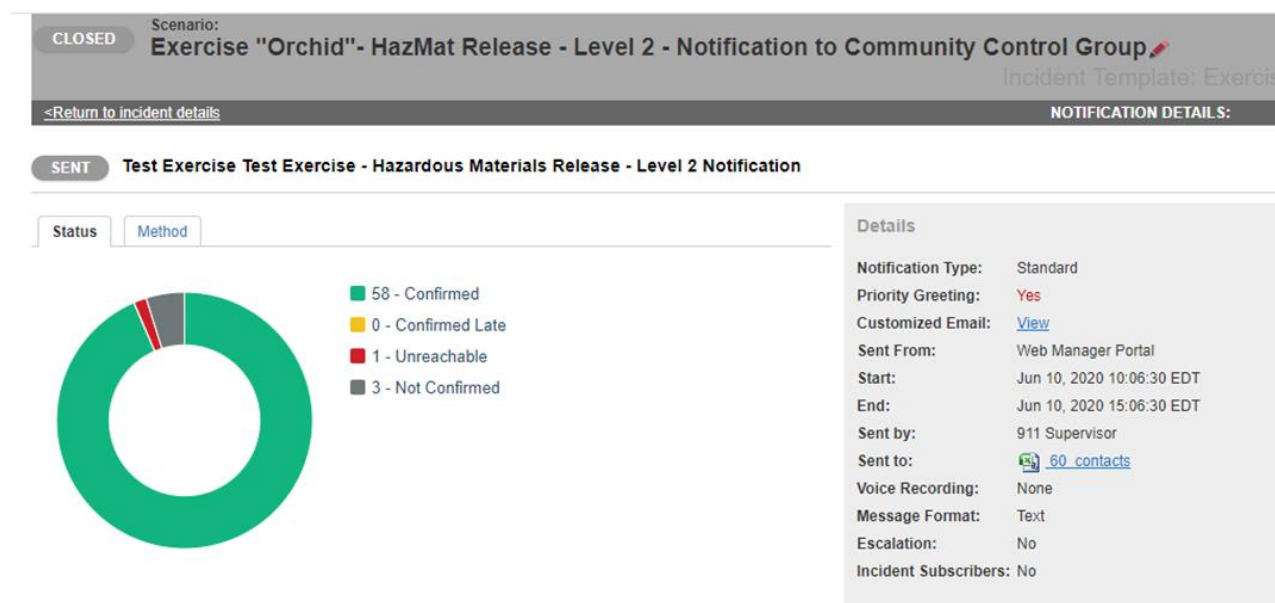 CLOSED
Scenario:
Exercise "Orchid"- HazMat Release - Level 2 - Notification to Community Control Group
Incident Template: Exercis
<Return to incident details
NOTIFICATION DETAILS:
SENT
Test Exercise Test Exercise - Hazardous Materials Release - Level 2 Notification
Status
Method
58 - Confirmed
0 - Confirmed Late
1 - Unreachable
3 - Not Confirmed
Details
Notification Type: Standard
Priority Greeting: Yes
Customized Email: View
Sent From: Web Manager Portal
Start: Jun 10, 2020 10:06:30 EDT
End: Jun 10, 2020 15:06:30 EDT
Sent by: 911 Supervisor
Sent to: 60 contacts
Voice Recording: None
Message Format: Text
Escalation: No
Incident Subscribers: No